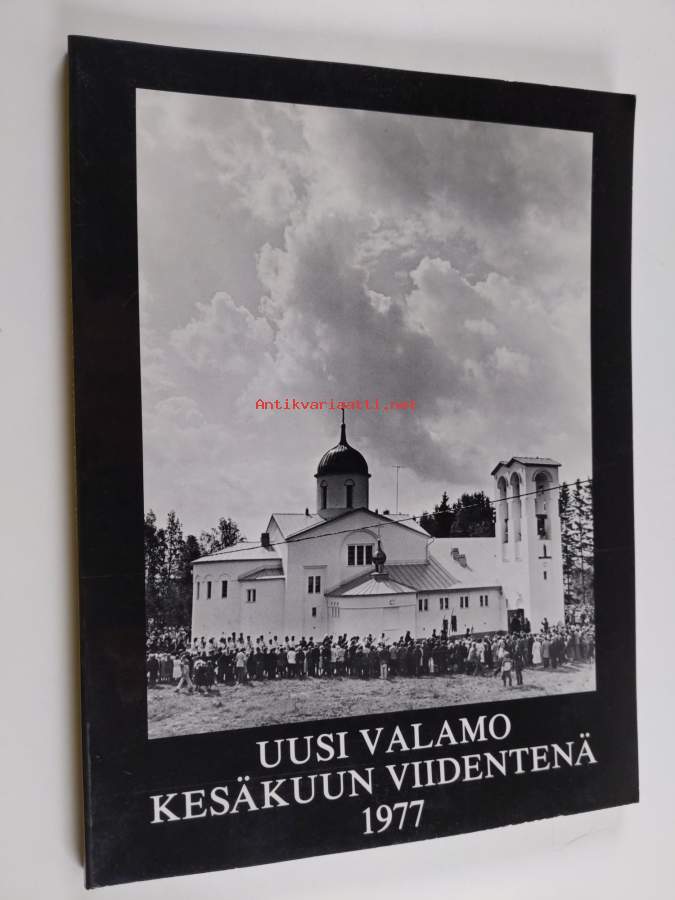 Antikvariaatti.net
UUSI VALAMO
KESÄKUUN VIIDENTENÄ
1977